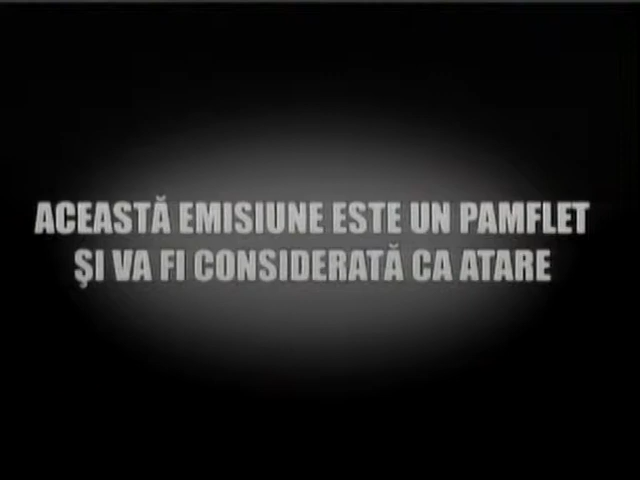 ACEASTĂ EMISIUNE ESTE UN PAMFLET
ŞI VA FI CONSIDERATĂ CA ATARE